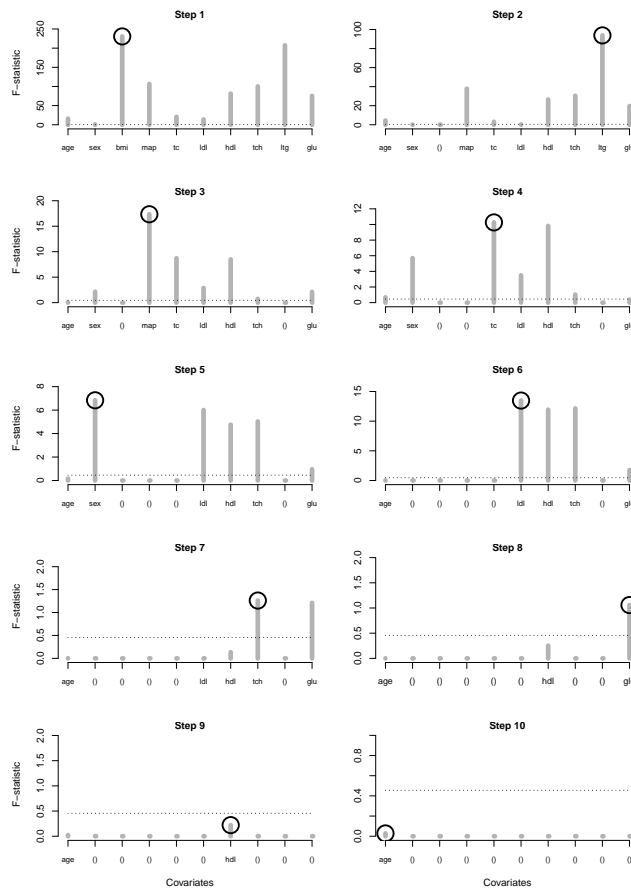 Step 1
F−statistic
250
150
50
0
age sex bmi map tc ldl hdl tch ltg glu
Step 2
100
60
20
0
age sex () map tc ldl hdl tch ltg gl
Step 3
F−statistic
20
15
10
5
0
age sex () map tc ldl hdl tch () glu
Step 4
12
8
6
4
2
0
age sex () () tc ldl hdl tch () gl
Step 5
F−statistic
8
6
4
2
0
age sex () () () ldl hdl tch () glu
Step 6
15
10
5
0
age () () () () ldl hdl tch () gl
Step 7
F−statistic
2.0
1.5
1.0
0.5
0.0
age () () () () ldl hdl tch () glu
Step 8
2.0
1.5
1.0
0.5
0.0
age () () () () () hdl () () gl
Step 9
F−statistic
2.0
1.5
1.0
0.5
0.0
age () () () () () hdl () () ()
Covariates
Step 10
0.8
0.4
0.0
age () () () () () () () () ()
Covariates